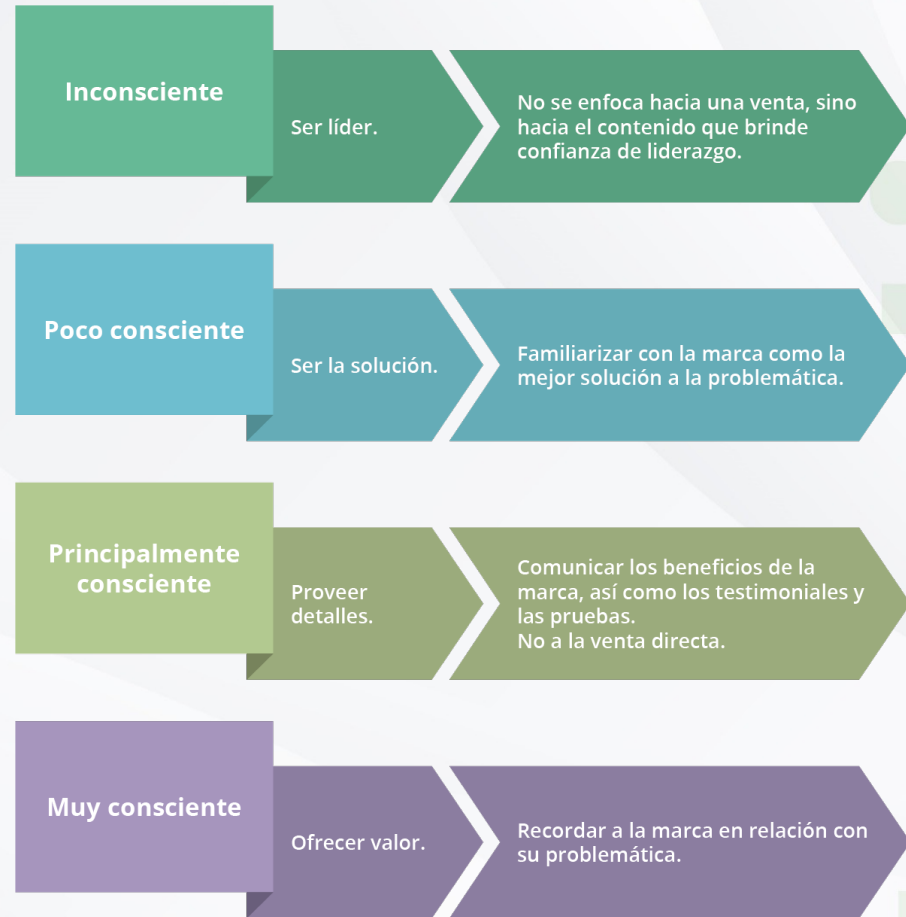 Inconsciente
Ser líder.
No se enfoca hacia una venta, sino
hacia el contenido que brinde
confianza de liderazgo.
Poco consciente
Ser la solución.
Familiarizar con la marca como la
mejor solución a la problemática.
Principalmente
consciente
Proveer
detalles.
Comunicar los beneficios de la
marca, así como los testimoniales y
las pruebas.
No a la venta directa.
Muy consciente
Ofrecer valor.
Recordar a la marca en relación con
su problemática.